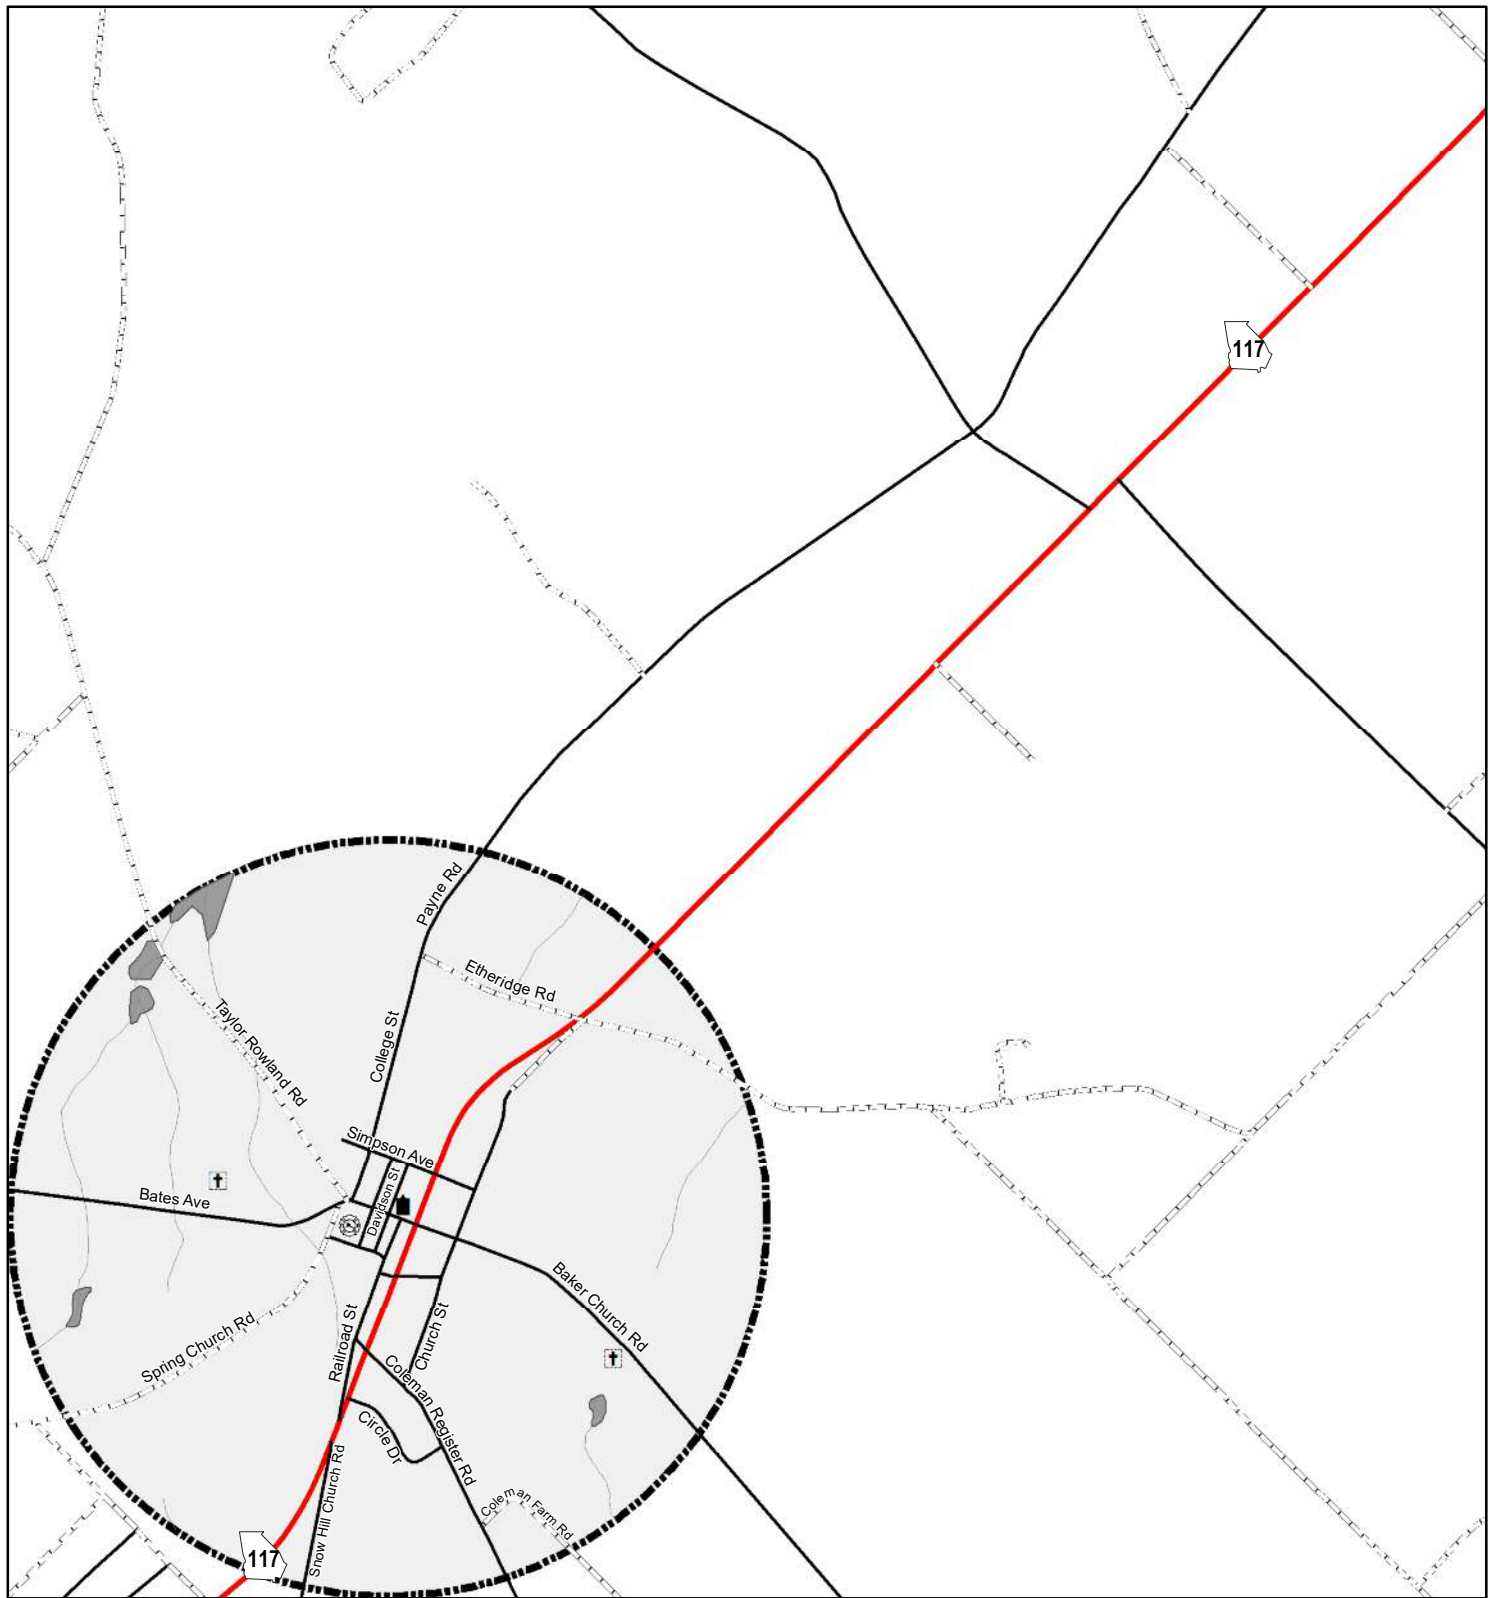 117
Payne Rd
Etheridge Rd
Taylor Rowland Rd
College St
Simpson Ave
Davidson St
Bates Ave
Baker Church Rd
Spring Church Rd
Railroad St
Church St
Coleman Register Rd
Circle Dr
Snow Hill Church Rd
Coleman Farm Rd
117